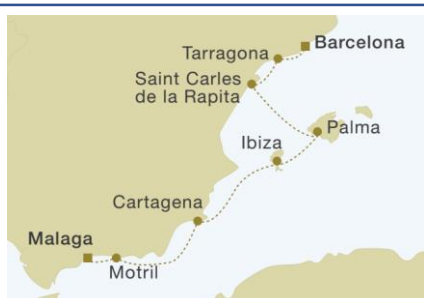 Barcelona
Tarragona
Saint Carles
de la Rapita
Palma
Ibiza
Cartagena
Malaga
Motril